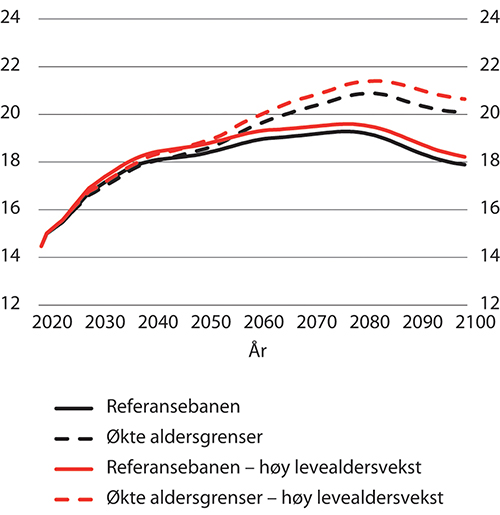 24 24
22 22
20 20
18 18
16 16
14 14
12 12
2020 2030 2040 2050 2060 2070 2080 2090 2100
År
Referansebanen
Økte aldersgrenser
Referansebanen – høy levealdersvekst
Økte aldersgrenser – høy levealdersvekst